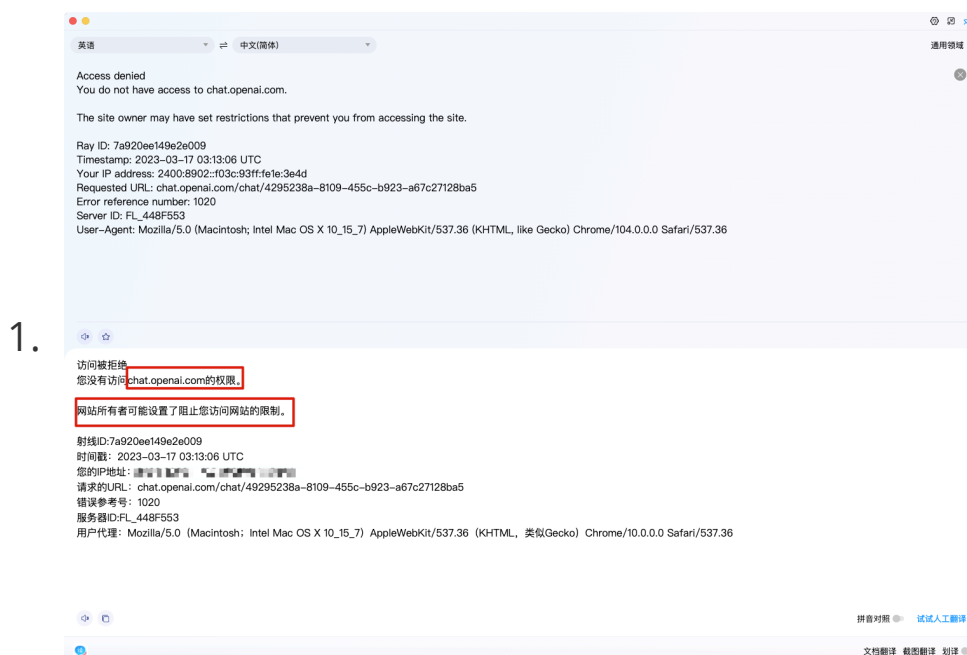 英语 中文(简体) 通用领域
Access denied
You do not have access to chat.openai.com.
The site owner may have set restrictions that prevent you from accessing the site.
Ray ID: 7a920ee149e2e009
Timestamp: 2023-03-17 03:13:06 UTC
Your IP address: 2400:8902::f03c:93ff:fe1e:3e4d
Requested URL: chat.openai.com/chat/4295238a-8109-455c-b923-a67c27128ba5
Error reference number: 1020
Server ID: FL_448F553
User-Agent: Mozilla/5.0 (Macintosh; Intel Mac OS X 10_15_7) AppleWebKit/537.36 (KHTML, like Gecko) Chrome/104.0.0.0 Safari/537.36
1.
访问被拒绝
您没有访问chat.openai.com的权限。
网站所有者可能设置了阻止您访问网站的限制。
射线ID:7a920ee149e2e009
时间戳：2023-03-17 03:13:06 UTC
您的IP地址：
请求的URL：chat.openai.com/chat/49295238a-8109-455c-b923-a67c27128ba5
错误参考号：1020
服务器ID:FL_448F553
用户代理：Mozilla/5.0（Macintosh；Intel Mac OS X 10_15_7）AppleWebKit/537.36（KHTML，类似Gecko）Chrome/10.0.0.0 Safari/537.36
拼音对照 试试人工翻译
文档翻译 截图翻译 划译